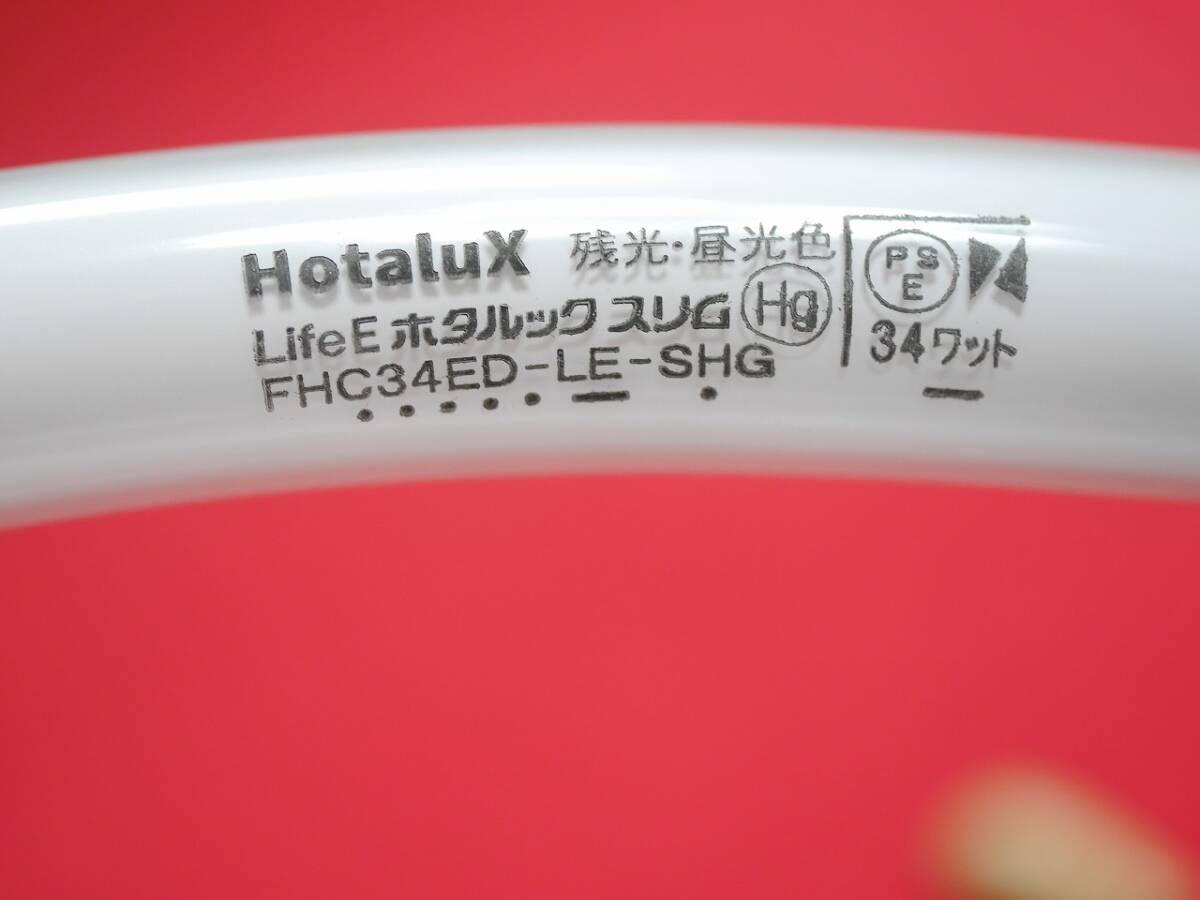 HotaluX 残光・昼光色
LifeE ホタルック スリム Hg
FHC34ED-LE-SHG
PS
E
34ワット